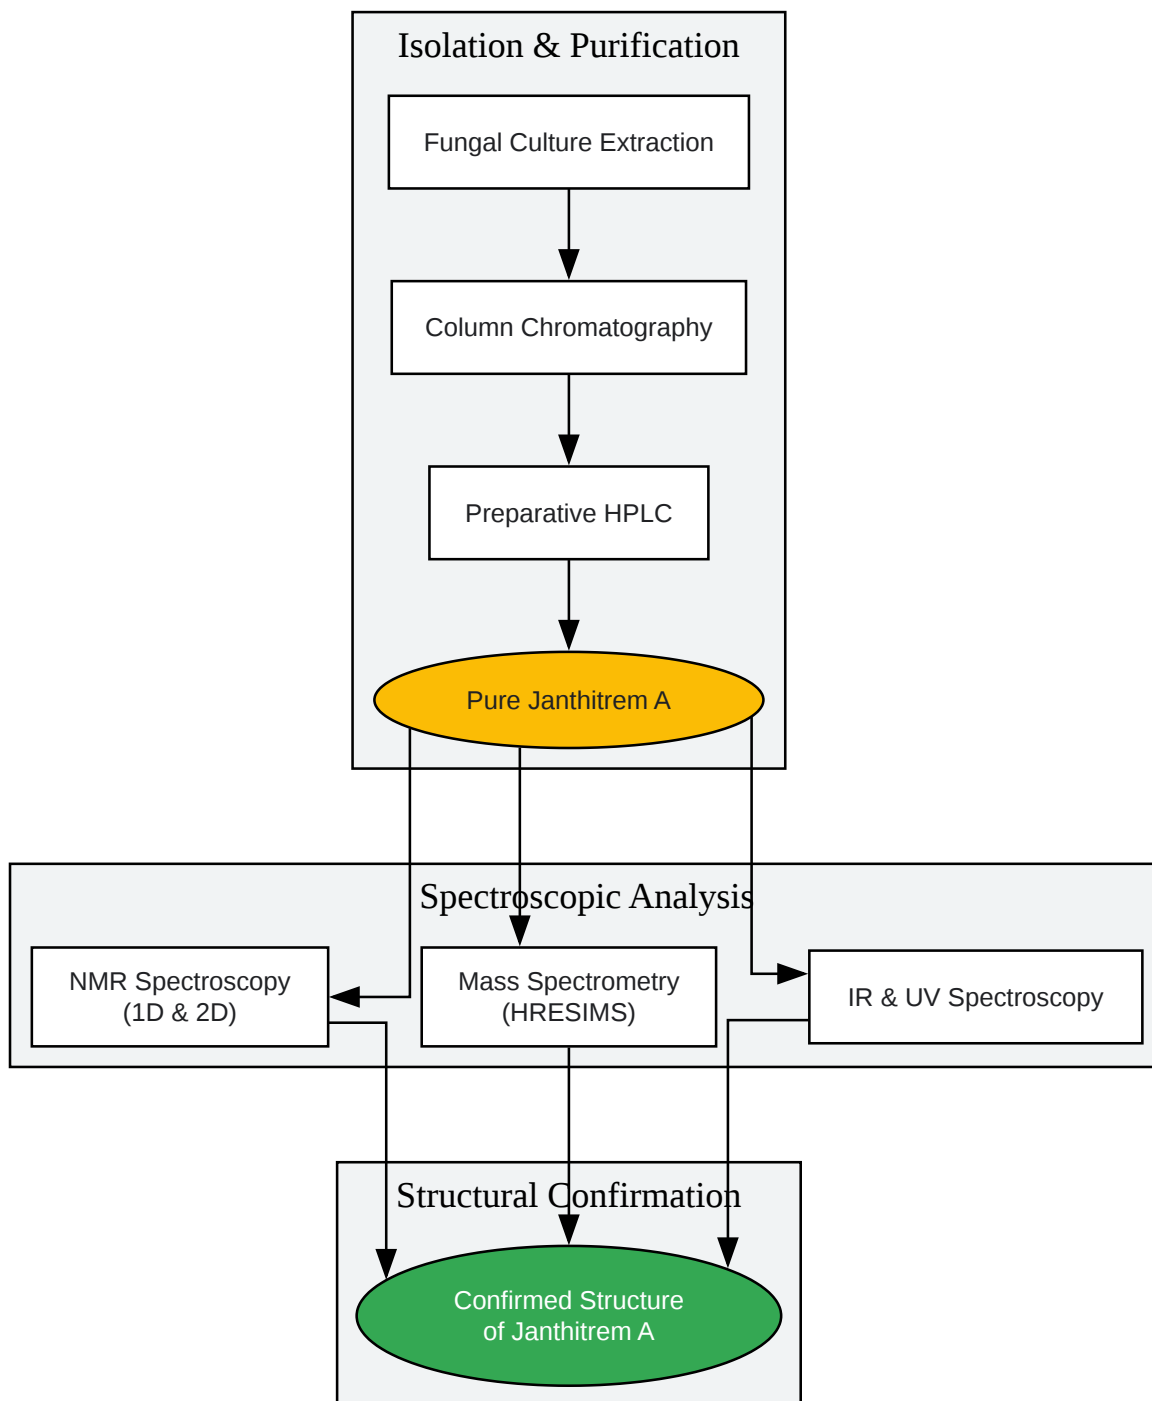 Isolation & Purification
Fungal Culture Extraction
Column Chromatography
Preparative HPLC
Pure Janthitrem A
Spectroscopic Analysis
NMR Spectroscopy
(1D & 2D)
Mass Spectrometry
(HRESIMS)
IR & UV Spectroscopy
Structural Confirmation
Confirmed Structure
of Janthitrem A